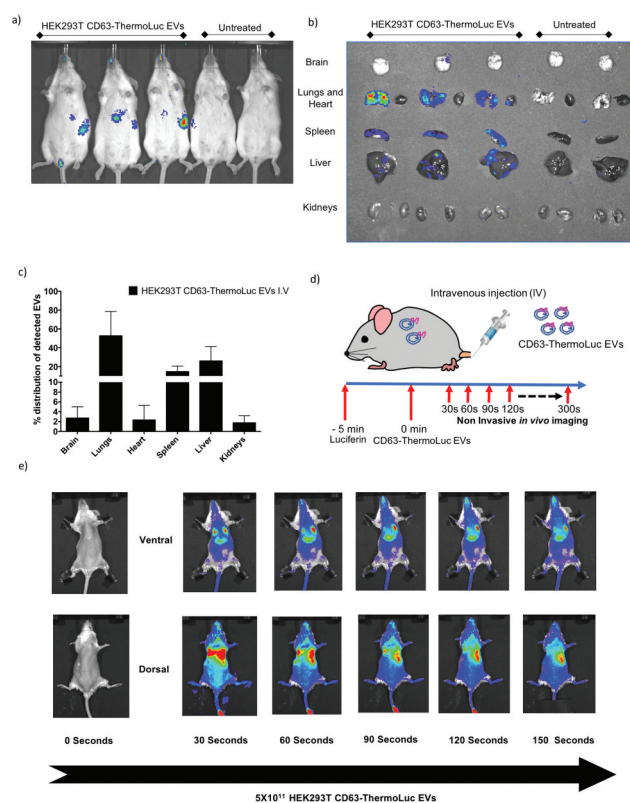 a)
HEK293T CD63-ThermoLuc EVs
Untreated
b)
HEK293T CD63-ThermoLuc EVs
Untreated
Brain
Lungs and
Heart
Spleen
Liver
Kidneys
c)
HEK293T CD63-ThermoLuc EVs I.V
% distribution of detected EVs
100
80
60
40
20
10
8
6
4
2
0
Brain
Lungs
Heart
Spleen
Liver
Kidneys
d)
Intravenous injection (IV)
CD63-ThermoLuc EVs
30s
60s
90s
120s
300s
- 5 min
Luciferin
0 min
CD63-ThermoLuc EVs
Non Invasive in vivo imaging
e)
Ventral
Dorsal
0 Seconds
30 Seconds
60 Seconds
90 Seconds
120 Seconds
150 Seconds
5X10¹¹ HEK293T CD63-ThermoLuc EVs